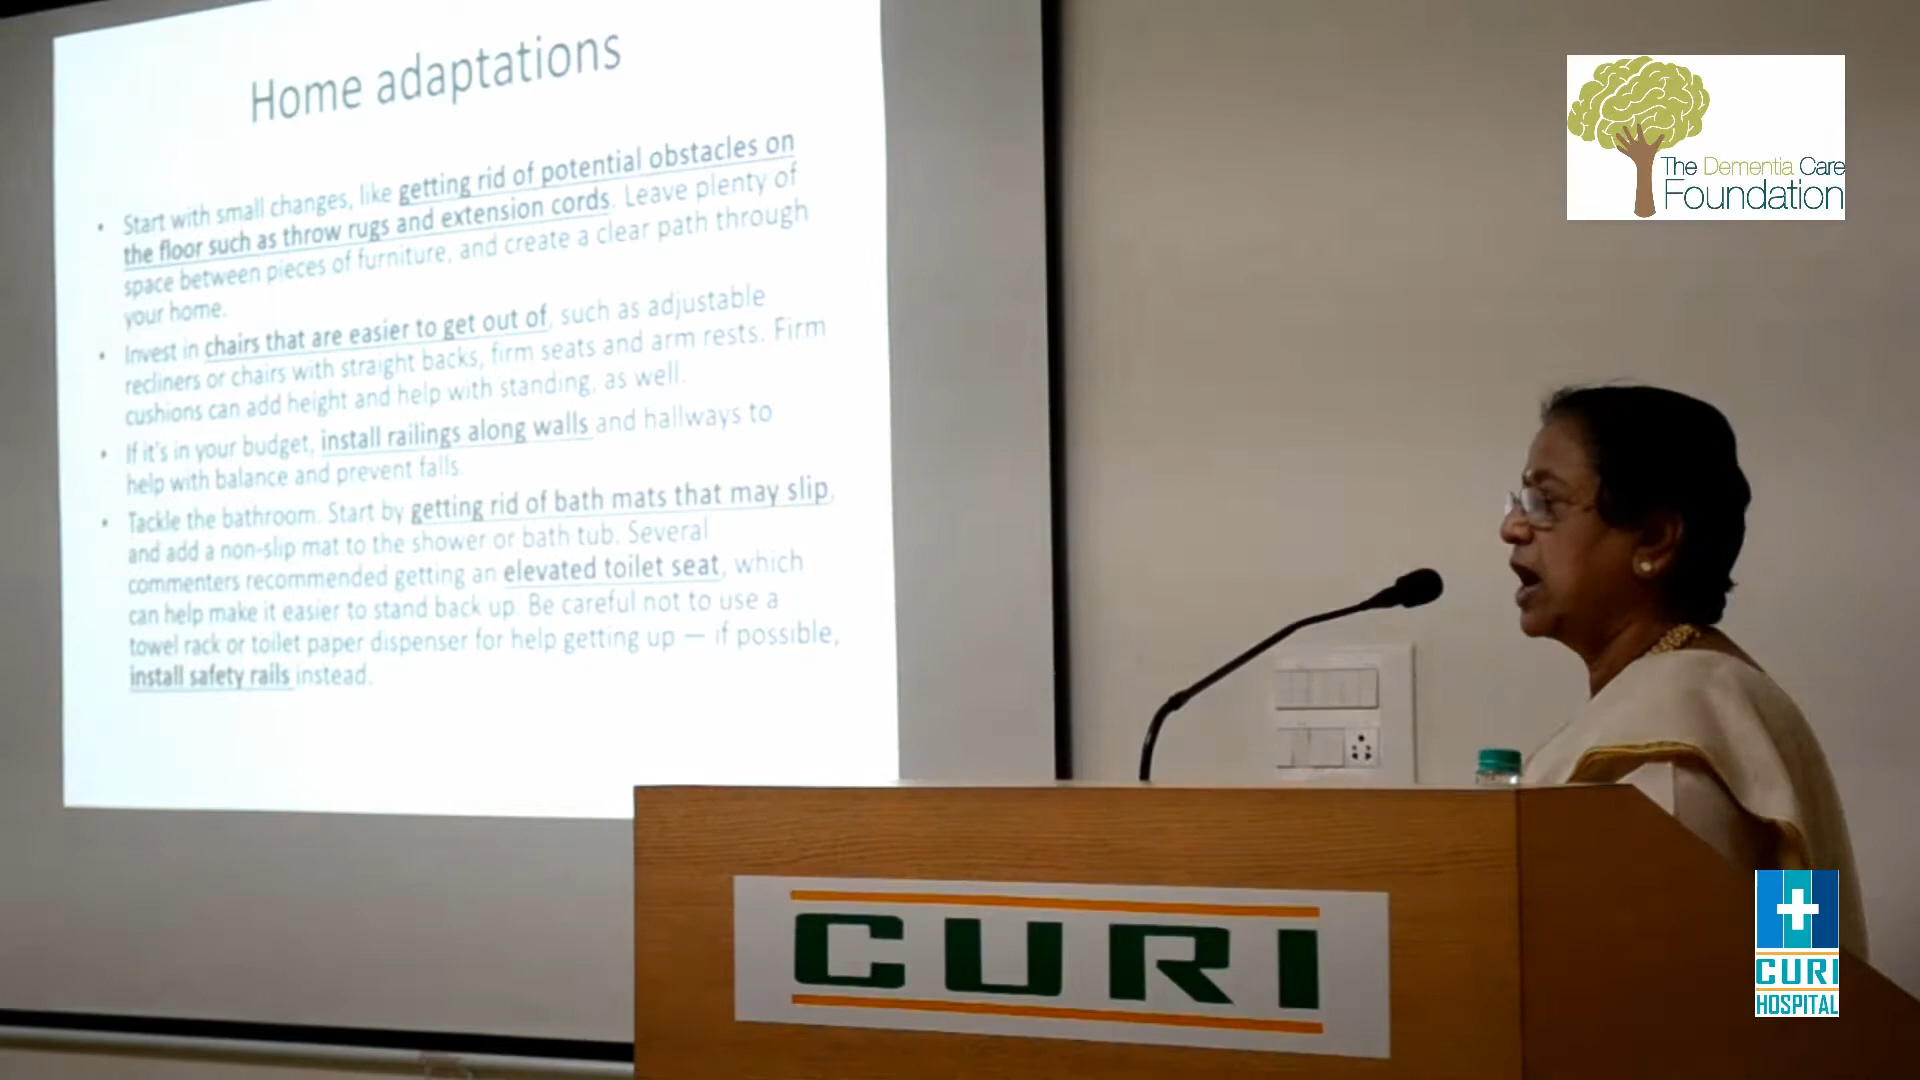 Home adaptations
• Start with small changes, like getting rid of potential obstacles on
the floor such as throw rugs and extension cords. Leave plenty of
space between pieces of furniture, and create a clear path through
your home.
• Invest in chairs that are easier to get out of, such as adjustable
recliners or chairs with straight backs, firm seats and arm rests. Firm
cushions can add height and help with standing, as well.
• If it's in your budget, install railings along walls and hallways to
help with balance and prevent falls.
• Tackle the bathroom. Start by getting rid of bath mats that may slip,
and add a non-slip mat to the shower or bath tub. Several
commenters recommended getting an elevated toilet seat, which
can help make it easier to stand back up. Be careful not to use a
towel rack or toilet paper dispenser for help getting up — if possible,
install safety rails instead.
The Dementia Care
Foundation
CURI
CURI
HOSPITAL